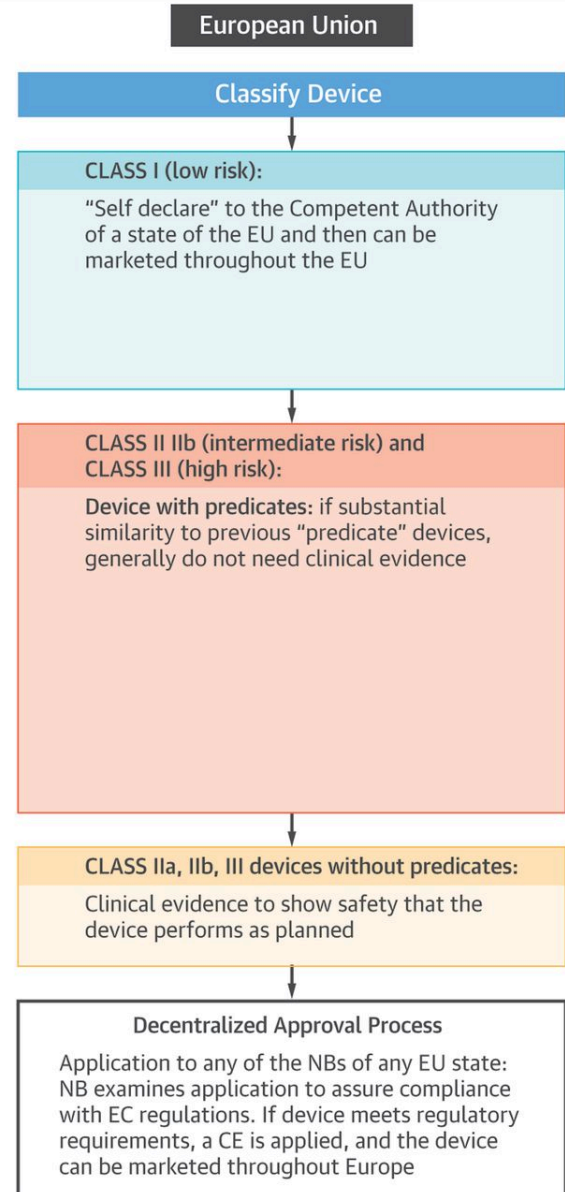 European Union
Classify Device
CLASS I (low risk):
“Self declare” to the Competent Authority
of a state of the EU and then can be
marketed throughout the EU
CLASS II IIb (intermediate risk) and
CLASS III (high risk):
Device with predicates: if substantial
similarity to previous “predicate” devices,
generally do not need clinical evidence
CLASS IIa, IIb, III devices without predicates:
Clinical evidence to show safety that the
device performs as planned
Decentralized Approval Process
Application to any of the NBs of any EU state:
NB examines application to assure compliance
with EC regulations. If device meets regulatory
requirements, a CE is applied, and the device
can be marketed throughout Europe